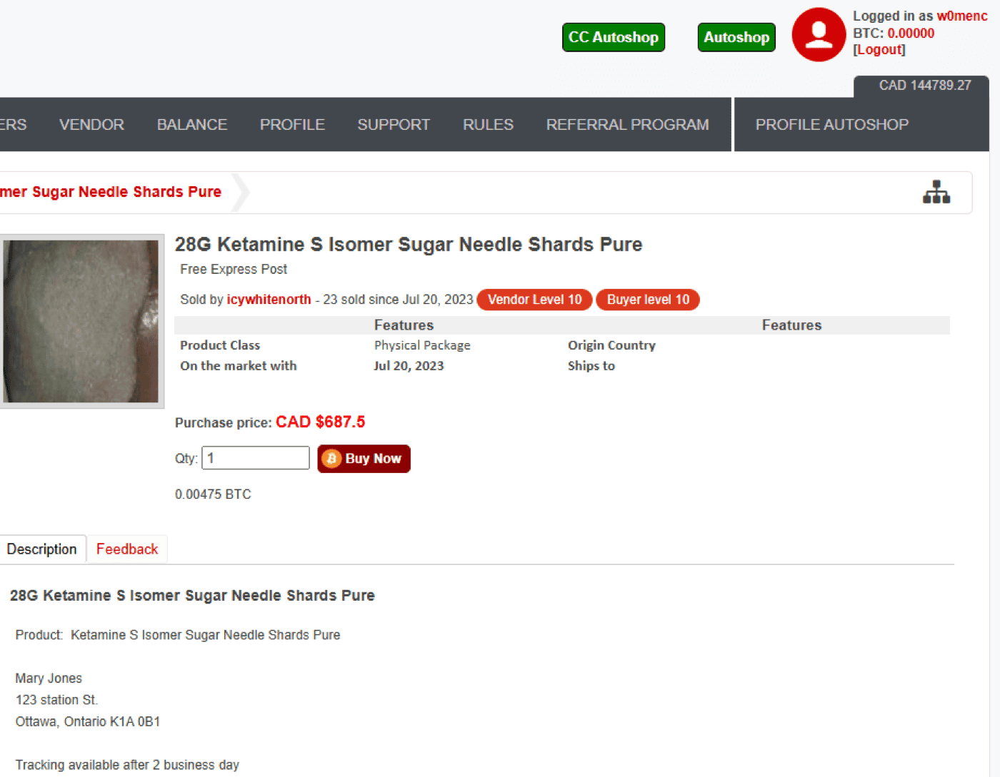 CC Autoshop
Autoshop
Logged in as w0menc
BTC: 0.00000
[Logout]
CAD 144789.27
ERS VENDOR BALANCE PROFILE SUPPORT RULES REFERRAL PROGRAM PROFILE AUTOSHOP
mer Sugar Needle Shards Pure
28G Ketamine S Isomer Sugar Needle Shards Pure
Free Express Post
Sold by icywhitenorth - 23 sold since Jul 20, 2023 Vendor Level 10 Buyer level 10
Features Features
Product Class Physical Package Origin Country
On the market with Jul 20, 2023 Ships to
Purchase price: CAD $687.5
Qty: 1 Buy Now
0.00475 BTC
Description Feedback
28G Ketamine S Isomer Sugar Needle Shards Pure
Product: Ketamine S Isomer Sugar Needle Shards Pure
Mary Jones
123 station St.
Ottawa, Ontario K1A 0B1
Tracking available after 2 business day